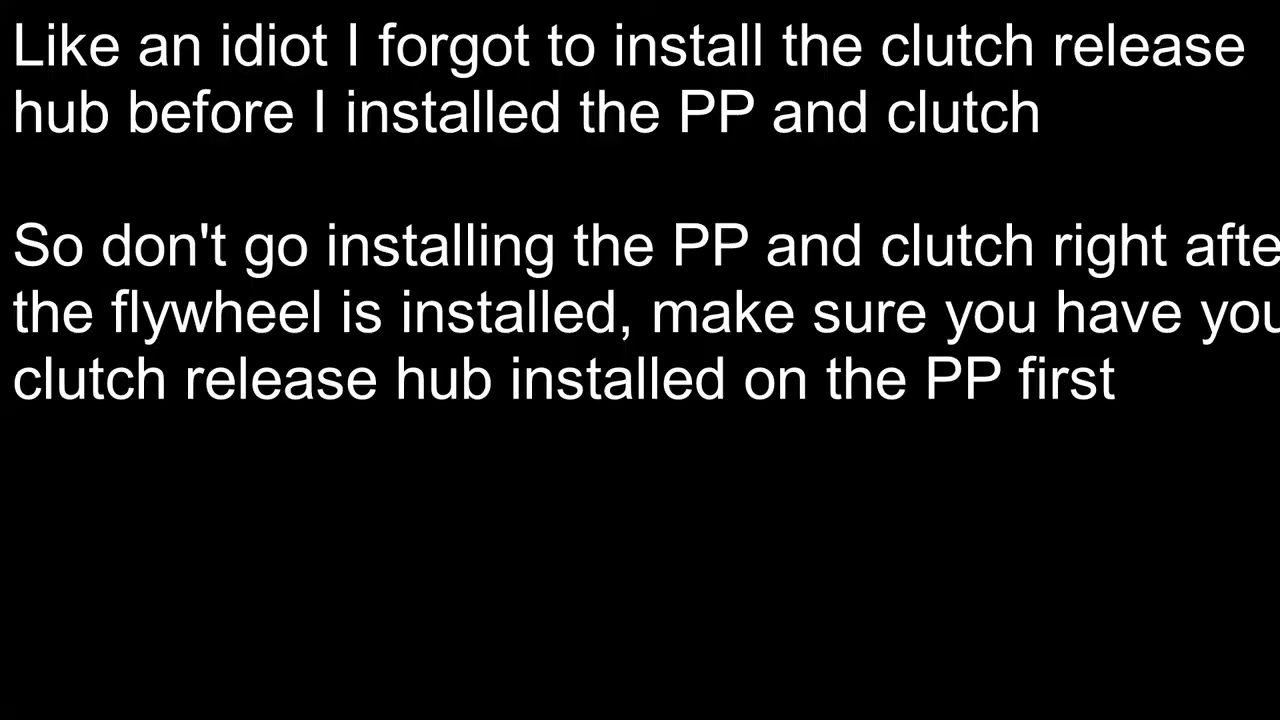 Like an idiot I forgot to install the clutch release
hub before I installed the PP and clutch
So don't go installing the PP and clutch right afte
the flywheel is installed, make sure you have you
clutch release hub installed on the PP first